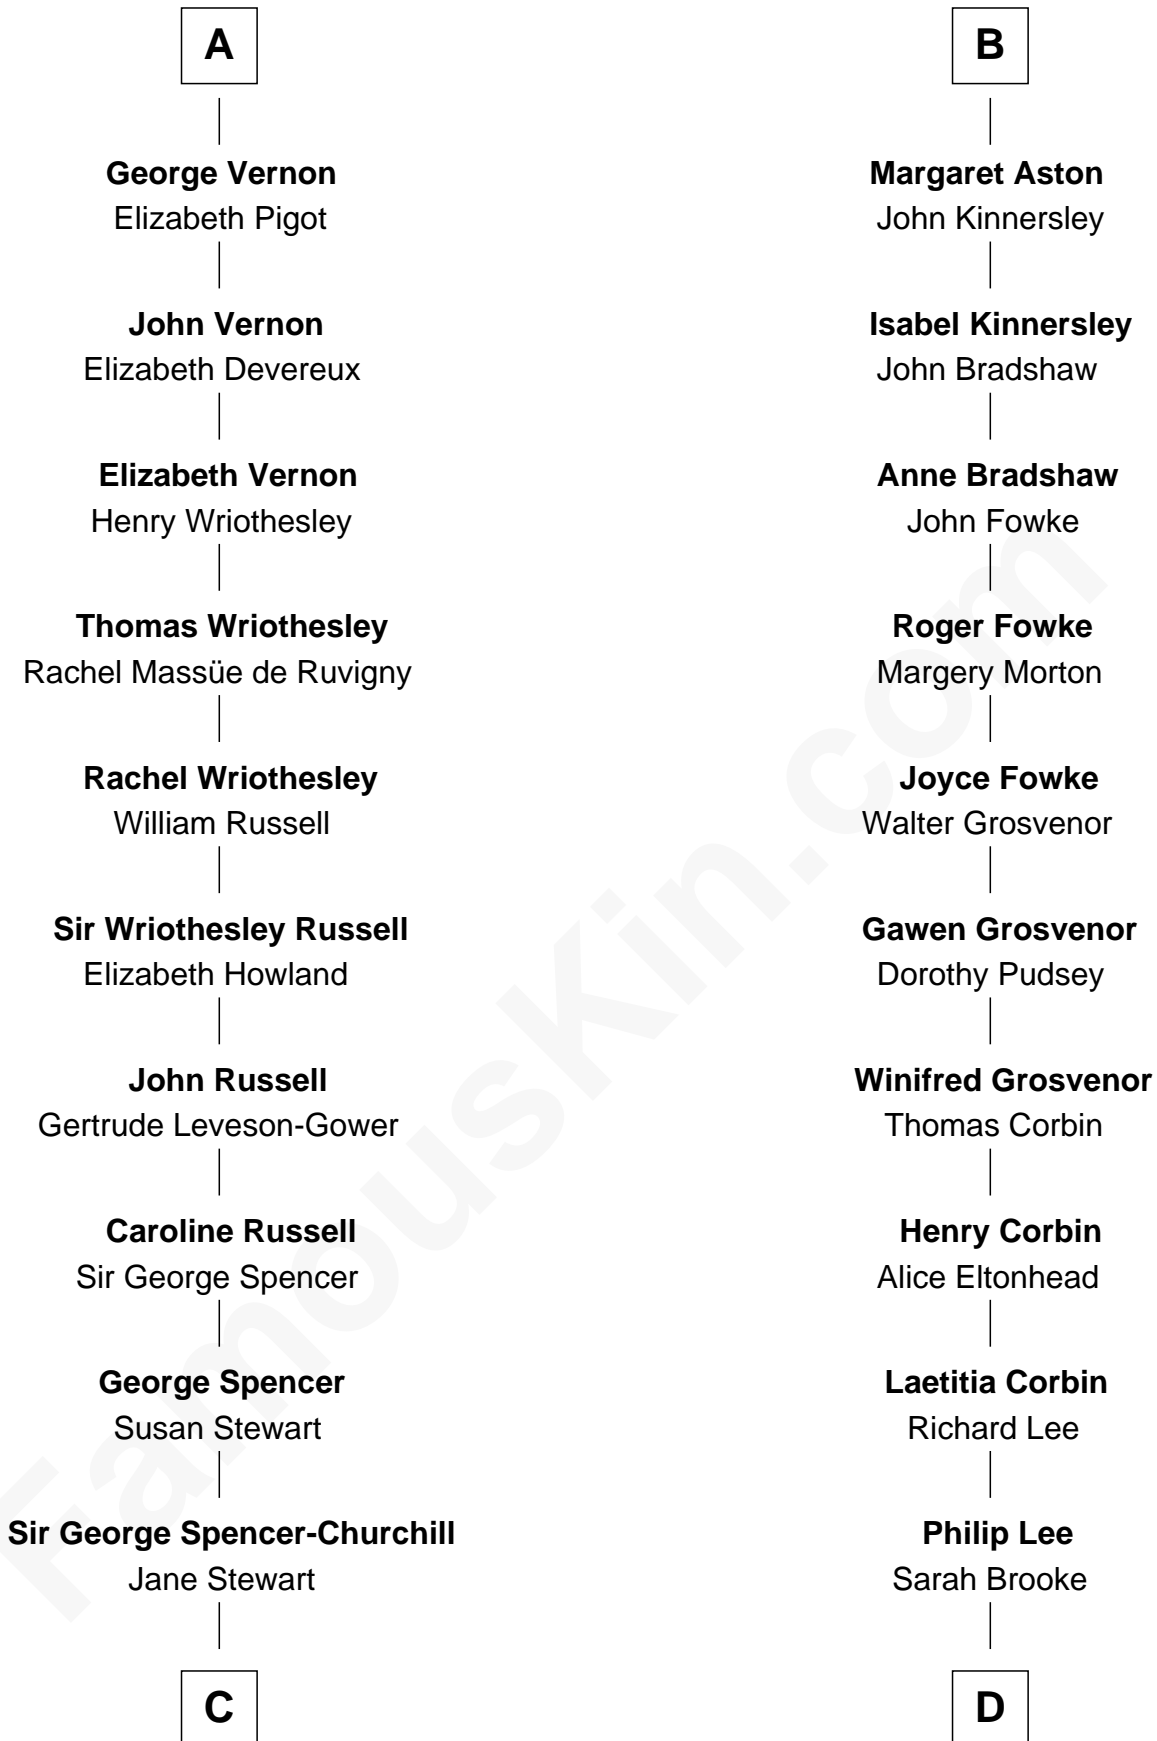 A
George Vernon
Elizabeth Pigot
John Vernon
Elizabeth Devereux
Elizabeth Vernon
Henry Wriothesley
Thomas Wriothesley
Rachel Massüe de Ruvigny
Rachel Wriothesley
William Russell
Sir Wriothesley Russell
Elizabeth Howland
John Russell
Gertrude Leveson-Gower
Caroline Russell
Sir George Spencer
George Spencer
Susan Stewart
Sir George Spencer-Churchill
Jane Stewart
C
B
Margaret Aston
John Kinnersley
Isabel Kinnersley
John Bradshaw
Anne Bradshaw
John Fowke
Roger Fowke
Margery Morton
Joyce Fowke
Walter Grosvenor
Gawen Grosvenor
Dorothy Pudsey
Winifred Grosvenor
Thomas Corbin
Henry Corbin
Alice Eltonhead
Laetitia Corbin
Richard Lee
Philip Lee
Sarah Brooke
D
FamousKin.com